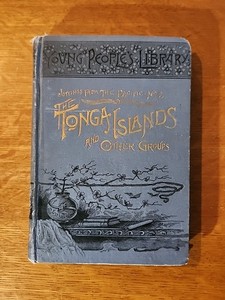 YOUNG PEOPLE'S LIBRARY
THE
TONGA ISLANDS
AND OTHER GROUPS